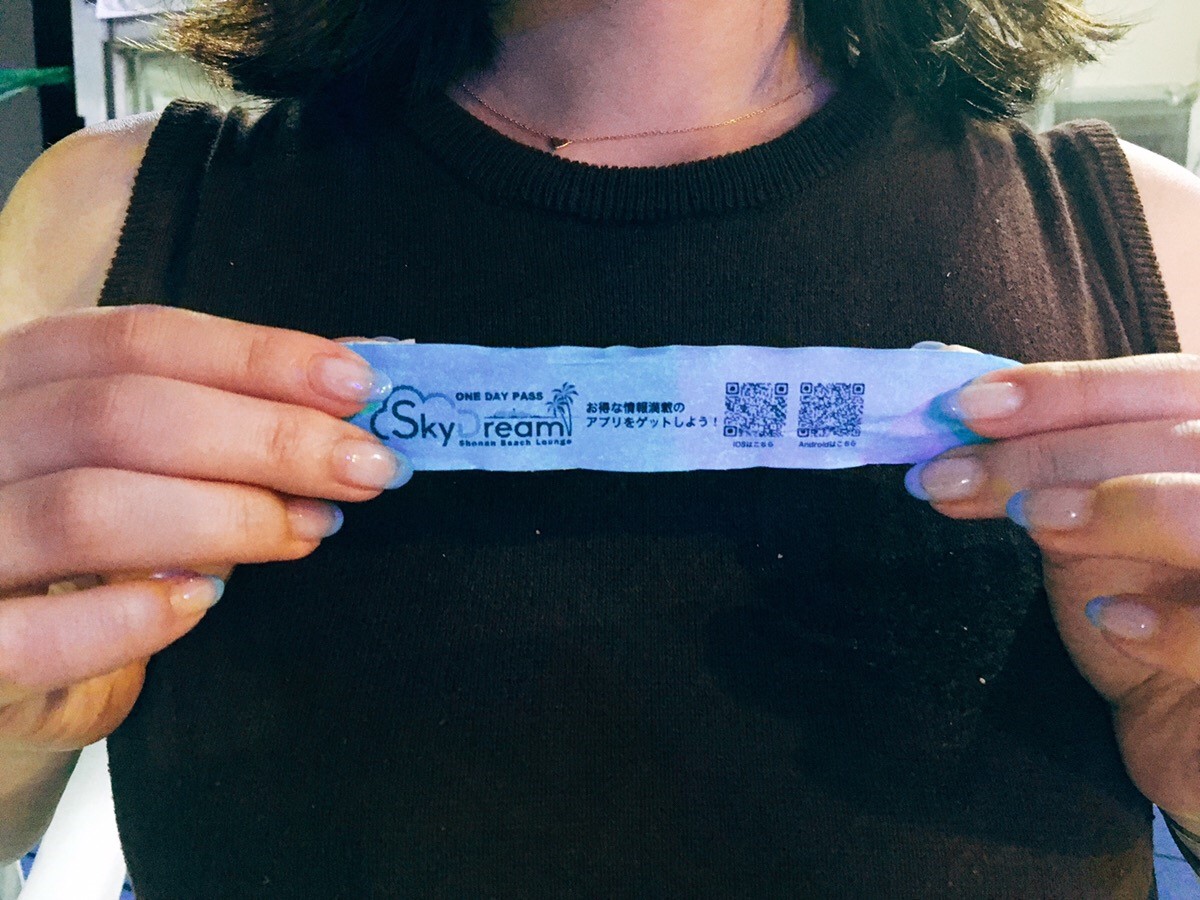 ONE DAY PASS
SkyDream
Shonan Beach Lounge
お得な情報満載の
アプリをゲットしよう！
iOSはこちら
Androidはこちら